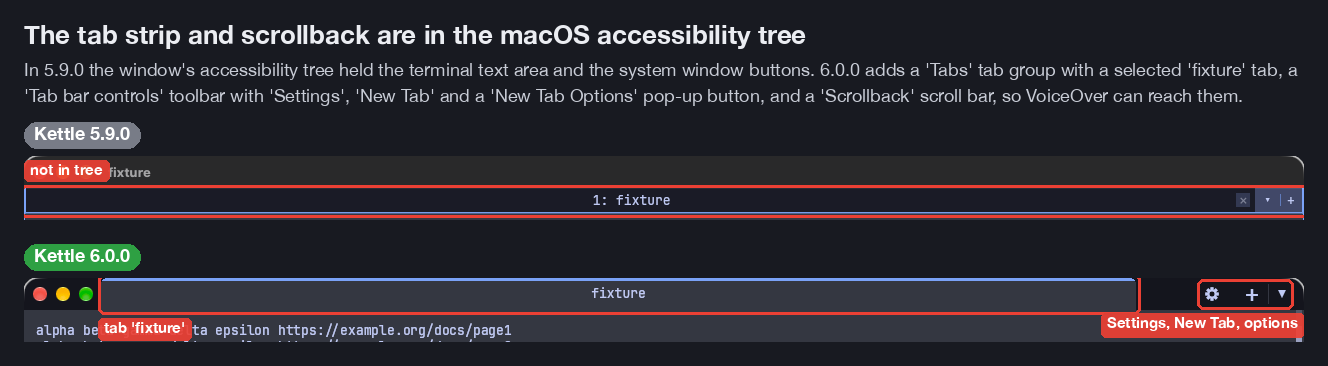 The tab strip and scrollback are in the macOS accessibility tree
In 5.9.0 the window's accessibility tree held the terminal text area and the system window buttons. 6.0.0 adds a 'Tabs' tab group with a selected 'fixture' tab, a
'Tab bar controls' toolbar with 'Settings', 'New Tab' and a 'New Tab Options' pop-up button, and a 'Scrollback' scroll bar, so VoiceOver can reach them.
Kettle 5.9.0
not in tree
fixture
1: fixture
Kettle 6.0.0
fixture
alpha be
tab 'fixture'
ta epsilon https://example.org/docs/page1
Settings, New Tab, options